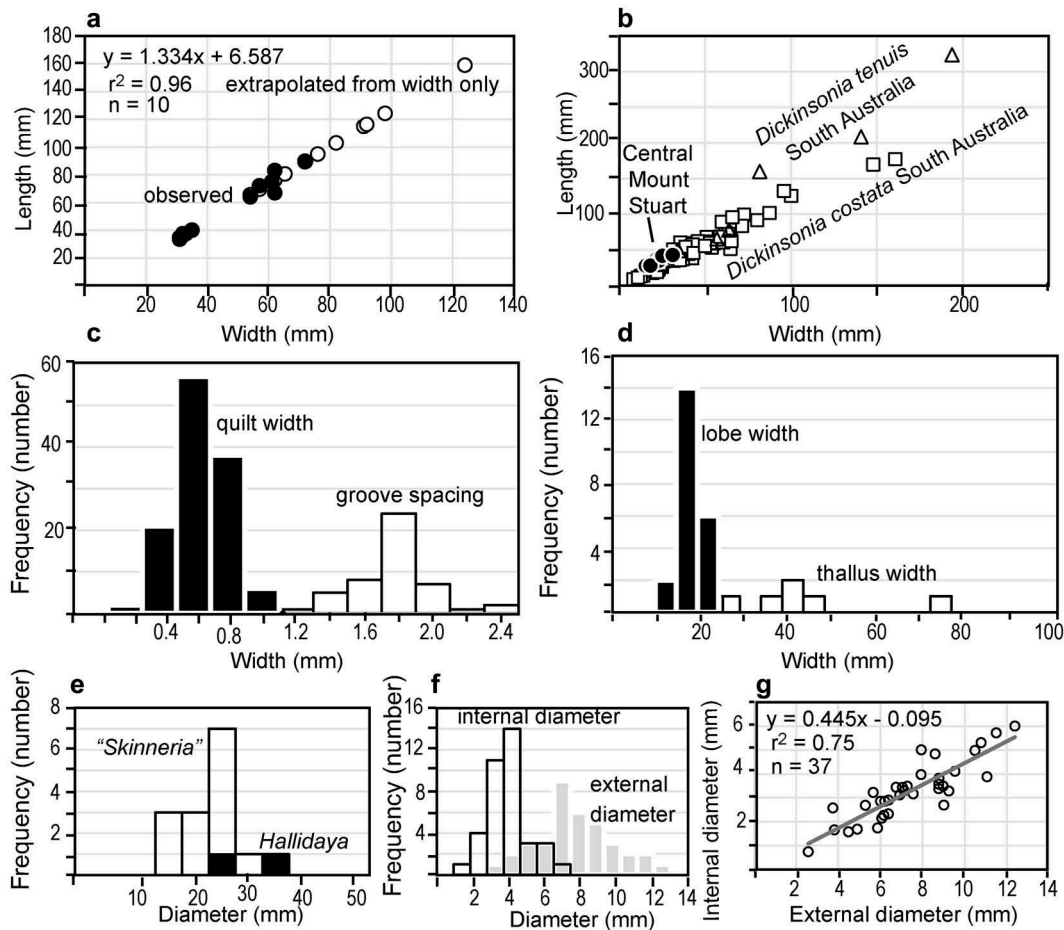 a
y = 1.334x + 6.587
r2 = 0.96
n = 10
extrapolated from width only
observed
Length (mm)
160
180
140
120
100
80
60
40
20
20 40 60 80 100 120 140
Width (mm)
b
Dickinsonia tenuis
South Australia
Central
Mount
Stuart
Dickinsonia costata South Australia
Length (mm)
300
200
100
100 200
Width (mm)
c
quilt width
groove spacing
Frequency (number)
60
40
20
0.4 0.8 1.2 1.6 2.0 2.4
Width (mm)
d
lobe width
thallus width
Frequency (number)
16
12
8
4
20 40 60 80 100
Width (mm)
e
"Skinneria"
Hallidaya
Frequency (number)
8
6
4
2
10 20 30 40 50
Diameter (mm)
f
internal diameter
external
diameter
Frequency (number)
16
12
8
4
2 4 6 8 10 12 14
Diameter (mm)
g
y = 0.445x - 0.095
r2 = 0.75
n = 37
Internal diameter (mm)
6
4
2
2 4 6 8 10 12 14
External diameter (mm)